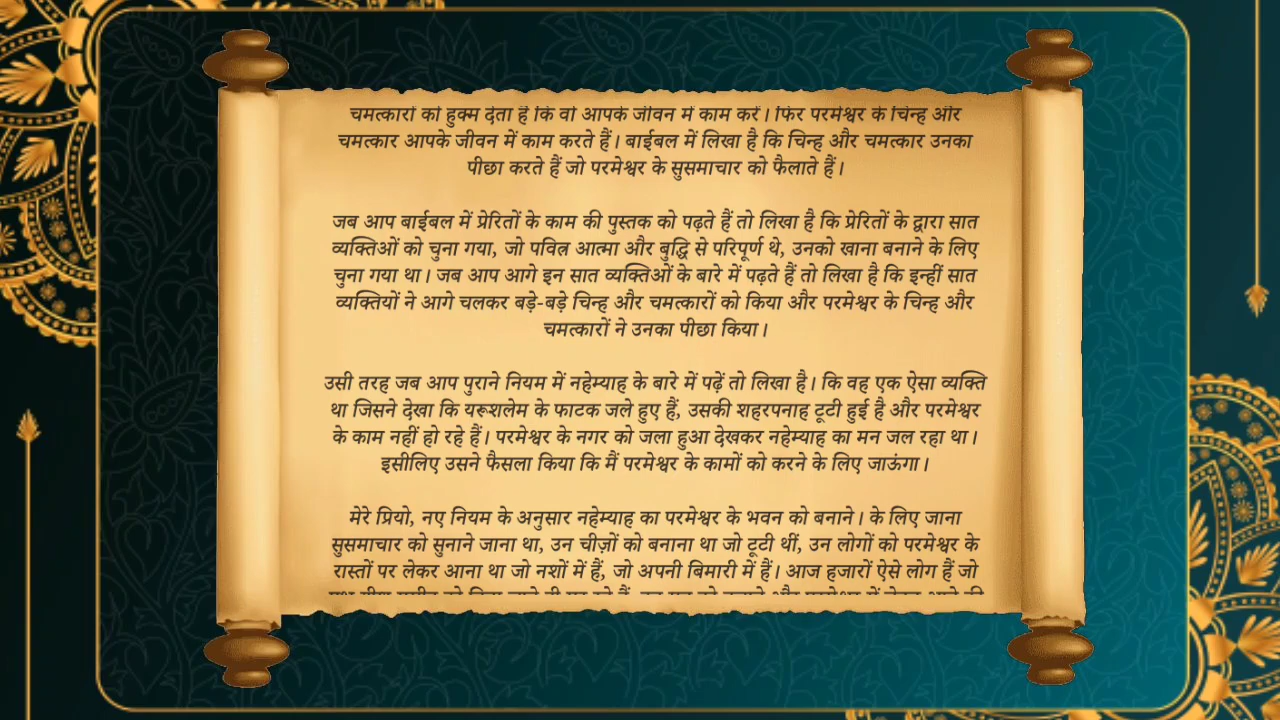 चमत्कारों को हुक्म देता है कि वो आपके जीवन में काम करें। फिर परमेश्वर के चिन्ह और
चमत्कार आपके जीवन में काम करते हैं। बाईबल में लिखा है कि चिन्ह और चमत्कार उनका
पीछा करते हैं जो परमेश्वर के सुसमाचार को फैलाते हैं।
जब आप बाईबल में प्रेरितों के काम की पुस्तक को पढ़ते हैं तो लिखा है कि प्रेरितों के द्वारा सात
व्यक्तिओं को चुना गया, जो पवित्र आत्मा और बुद्धि से परिपूर्ण थे, उनको खाना बनाने के लिए
चुना गया था। जब आप आगे इन सात व्यक्तिओं के बारे में पढ़ते हैं तो लिखा है कि इन्हीं सात
व्यक्तियों ने आगे चलकर बड़े-बड़े चिन्ह और चमत्कारों को किया और परमेश्वर के चिन्ह और
चमत्कारों ने उनका पीछा किया।
उसी तरह जब आप पुराने नियम में नहेम्याह के बारे में पढ़ें तो लिखा है। कि वह एक ऐसा व्यक्ति
था जिसने देखा कि यरूशलेम के फाटक जले हुए हैं, उसकी शहरपनाह टूटी हुई है और परमेश्वर
के काम नहीं हो रहे हैं। परमेश्वर के नगर को जला हुआ देखकर नहेम्याह का मन जल रहा था।
इसीलिए उसने फैसला किया कि मैं परमेश्वर के कामों को करने के लिए जाऊंगा।
मेरे प्रियो, नए नियम के अनुसार नहेम्याह का परमेश्वर के भवन को बनाने। के लिए जाना
सुसमाचार को सुनाने जाना था, उन चीज़ों को बनाना था जो टूटी थीं, उन लोगों को परमेश्वर के
रास्तों पर लेकर आना था जो नशों में हैं, जो अपनी बिमारी में हैं। आज हजारों ऐसे लोग हैं जो